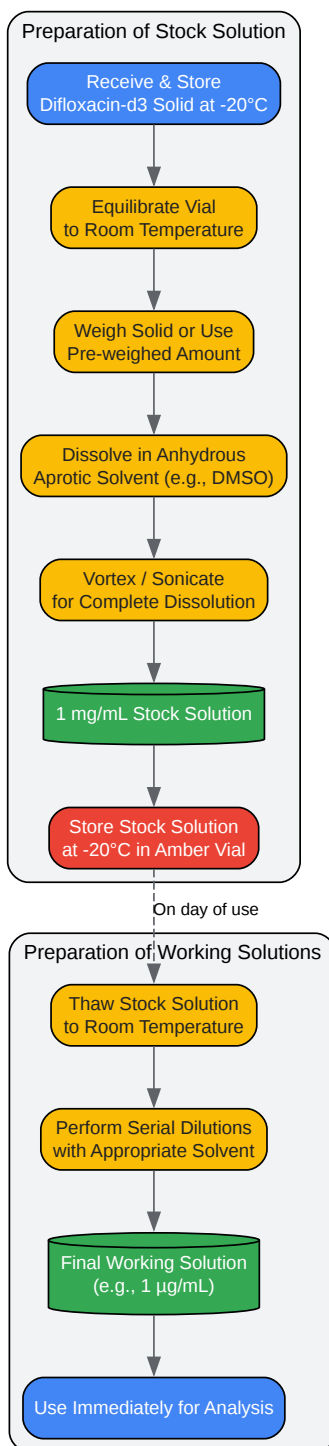 Preparation of Stock Solution
Receive & Store
Difloxacin-d3 Solid at -20°C
Equilibrate Vial
to Room Temperature
Weigh Solid or Use
Pre-weighed Amount
Dissolve in Anhydrous
Aprotic Solvent (e.g., DMSO)
Vortex / Sonicate
for Complete Dissolution
1 mg/mL Stock Solution
Store Stock Solution
at -20°C in Amber Vial
On day of use
Preparation of Working Solutions
Thaw Stock Solution
to Room Temperature
Perform Serial Dilutions
with Appropriate Solvent
Final Working Solution
(e.g., 1 µg/mL)
Use Immediately for Analysis